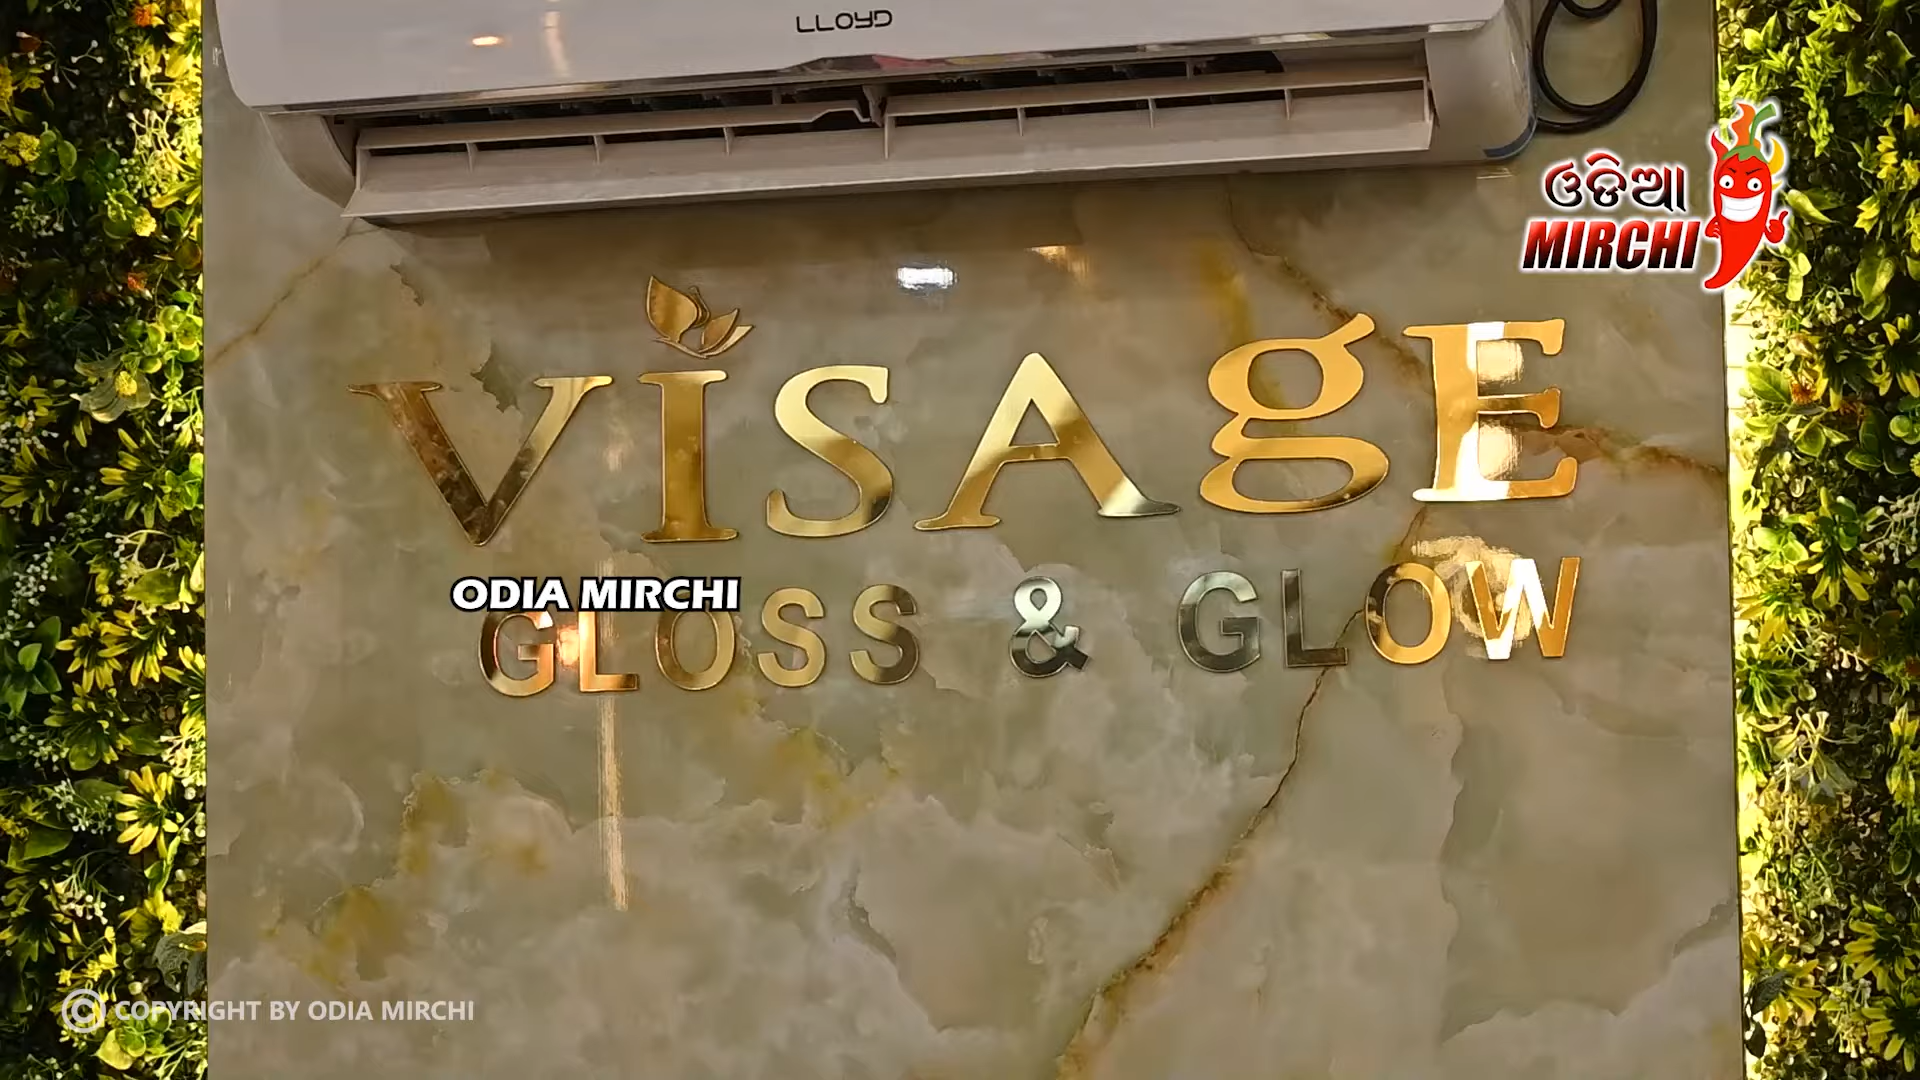 LLOYD
ଓଡିଆ
MIRCHI
VISAgE
ODIA MIRCHI
GLOSS & GLOW
© COPYRIGHT BY ODIA MIRCHI